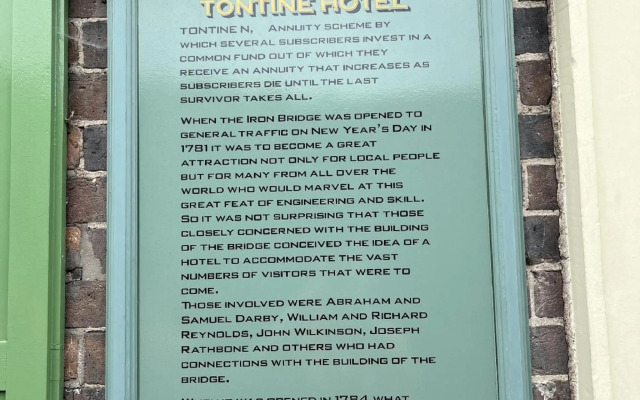 TONTINE HOTEL
TONTINE N, ANNUITY SCHEME BY
WHICH SEVERAL SUBSCRIBERS INVEST IN A
COMMON FUND OUT OF WHICH THEY
RECEIVE AN ANNUITY THAT INCREASES AS
SUBSCRIBERS DIE UNTIL THE LAST
SURVIVOR TAKES ALL.
WHEN THE IRON BRIDGE WAS OPENED TO
GENERAL TRAFFIC ON NEW YEAR'S DAY IN
1781 IT WAS TO BECOME A GREAT
ATTRACTION NOT ONLY FOR LOCAL PEOPLE
BUT FOR MANY FROM ALL OVER THE
WORLD WHO WOULD MARVEL AT THIS
GREAT FEAT OF ENGINEERING AND SKILL.
SO IT WAS NOT SURPRISING THAT THOSE
CLOSELY CONCERNED WITH THE BUILDING
OF THE BRIDGE CONCEIVED THE IDEA OF A
HOTEL TO ACCOMMODATE THE VAST
NUMBERS OF VISITORS THAT WERE TO
COME.
THOSE INVOLVED WERE ABRAHAM AND
SAMUEL DARBY, WILLIAM AND RICHARD
REYNOLDS, JOHN WILKINSON, JOSEPH
RATHBONE AND OTHERS WHO HAD
CONNECTIONS WITH THE BUILDING OF THE
BRIDGE.
WAS OPENED IN 1784 WHAT